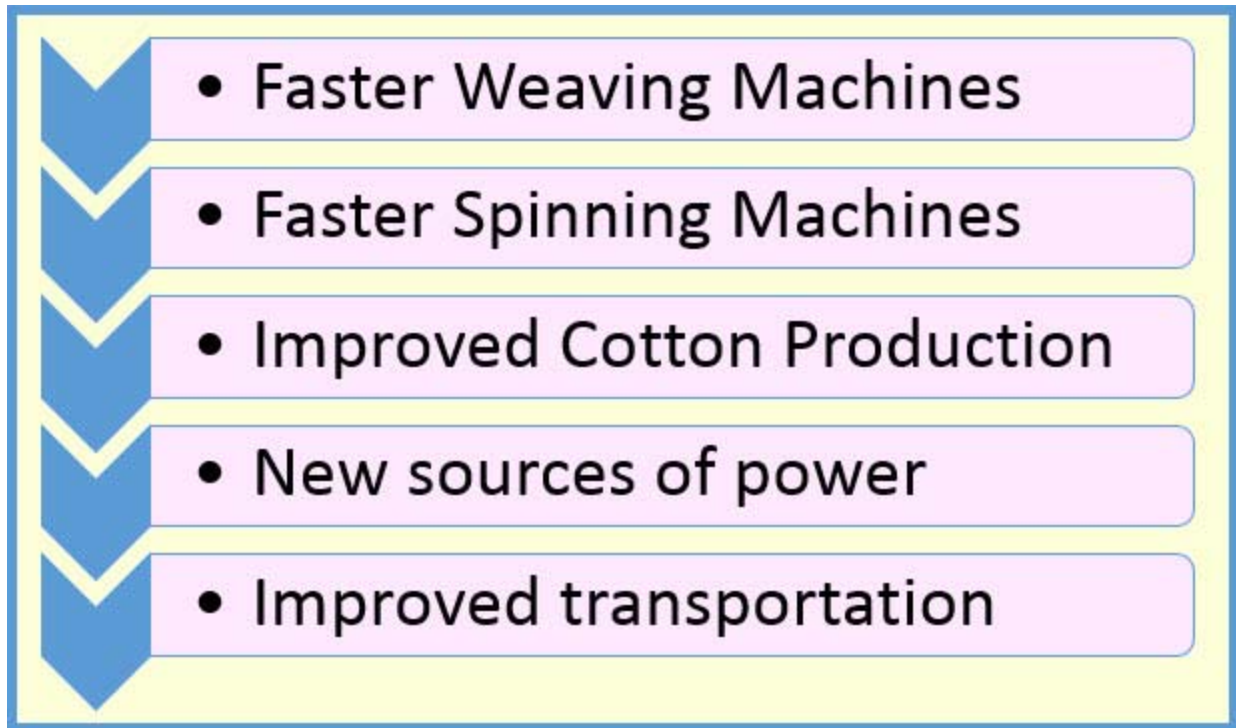 • Faster Weaving Machines
• Faster Spinning Machines
• Improved Cotton Production
• New sources of power
• Improved transportation